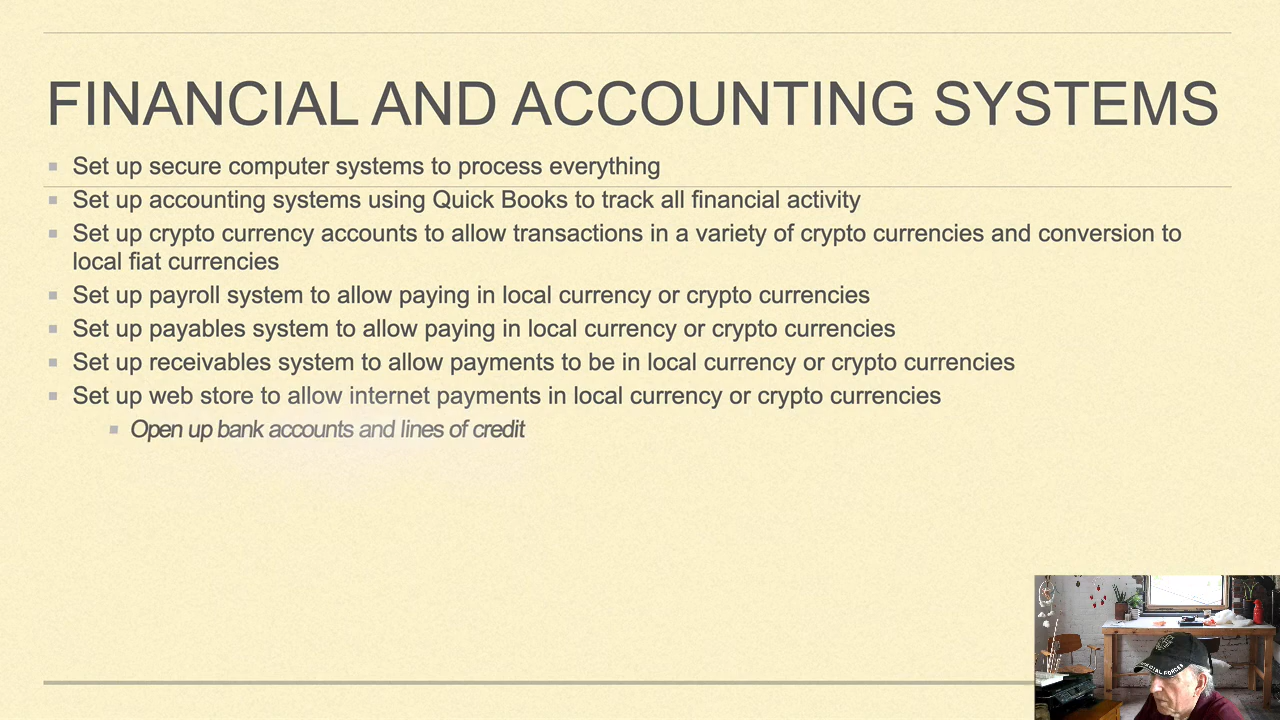 FINANCIAL AND ACCOUNTING SYSTEMS
Set up secure computer systems to process everything
Set up accounting systems using Quick Books to track all financial activity
Set up crypto currency accounts to allow transactions in a variety of crypto currencies and conversion to
local fiat currencies
Set up payroll system to allow paying in local currency or crypto currencies
Set up payables system to allow paying in local currency or crypto currencies
Set up receivables system to allow payments to be in local currency or crypto currencies
Set up web store to allow internet payments in local currency or crypto currencies
Open up bank accounts and lines of credit